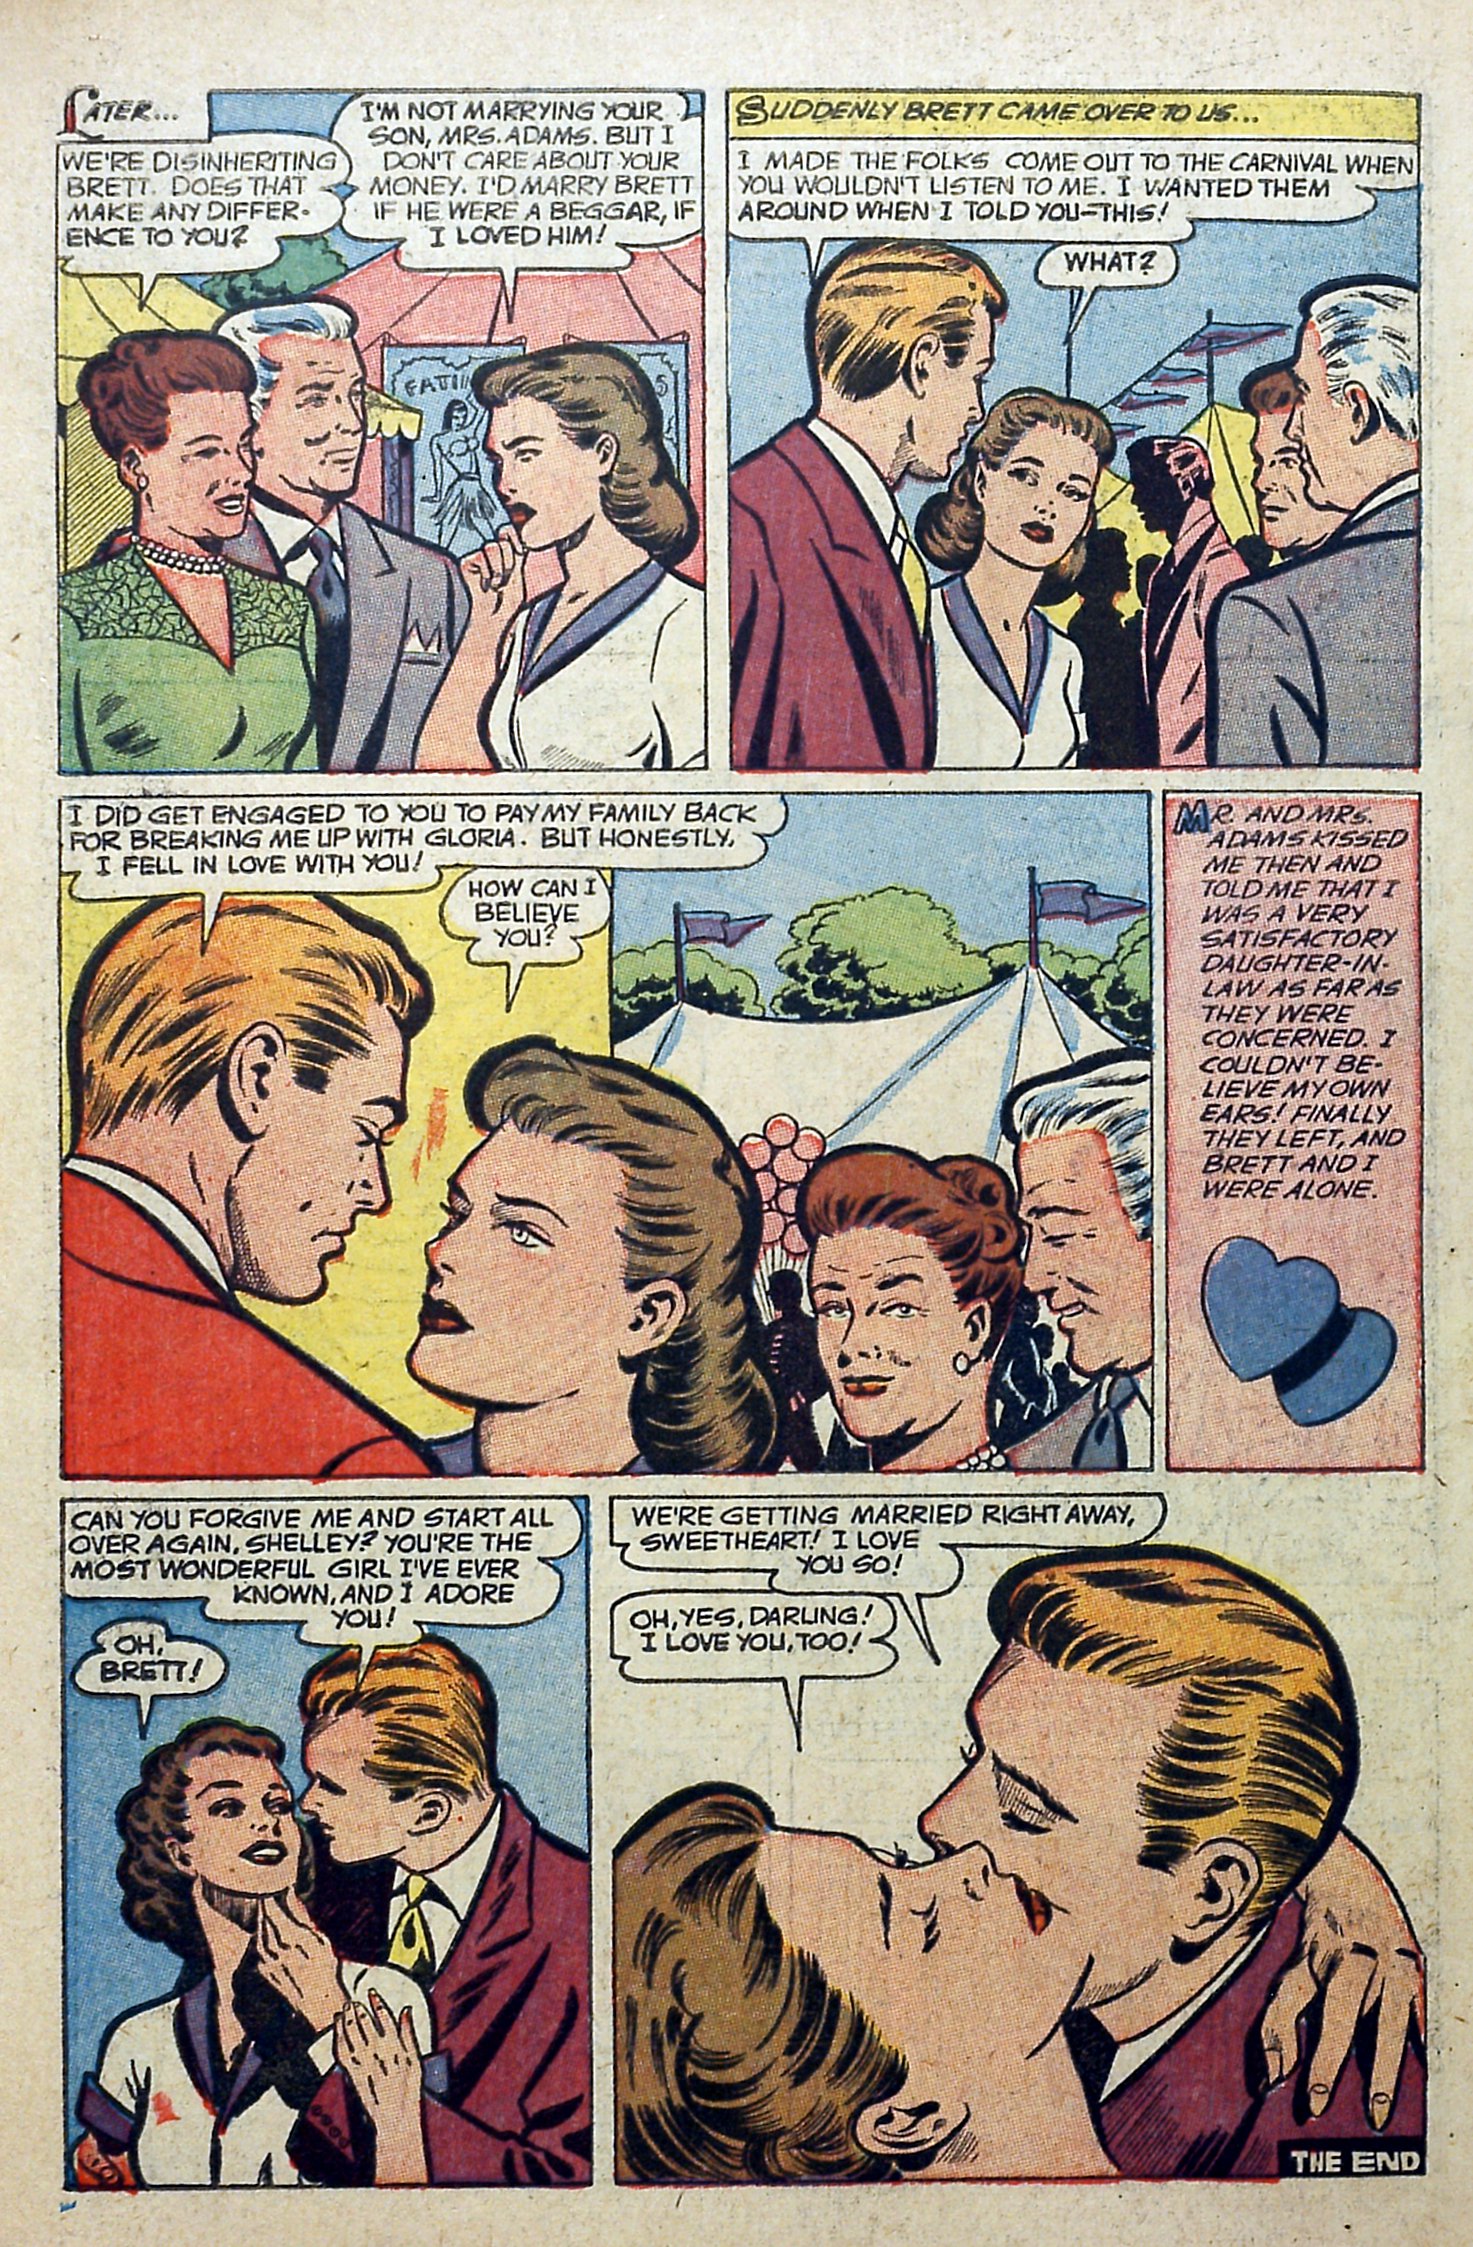 LATER...
WE'RE DISINHERITING
BRETT. DOES THAT
MAKE ANY DIFFER-
ENCE TO YOU?
I'M NOT MARRYING YOUR
SON, MRS. ADAMS. BUT I
DON'T CARE ABOUT YOUR
MONEY. I'D MARRY BRETT
IF HE WERE A BEGGAR, IF
I LOVED HIM!
FATI
S
SUDDENLY BRETT CAME OVER TO US...
I MADE THE FOLKS COME OUT TO THE CARNIVAL WHEN
YOU WOULDN'T LISTEN TO ME. I WANTED THEM
AROUND WHEN I TOLD YOU--THIS!
WHAT?
I DID GET ENGAGED TO YOU TO PAY MY FAMILY BACK
FOR BREAKING ME UP WITH GLORIA. BUT HONESTLY,
I FELL IN LOVE WITH YOU!
HOW CAN I
BELIEVE
YOU?
MR. AND MRS.
ADAMS KISSED
ME THEN AND
TOLD ME THAT I
WAS A VERY
SATISFACTORY
DAUGHTER-IN-
LAW AS FAR AS
THEY WERE
CONCERNED. I
COULDN'T BE-
LIEVE MY OWN
EARS! FINALLY
THEY LEFT, AND
BRETT AND I
WERE ALONE.
CAN YOU FORGIVE ME AND START ALL
OVER AGAIN, SHELLEY? YOU'RE THE
MOST WONDERFUL GIRL I'VE EVER
KNOWN, AND I ADORE
YOU!
OH,
BRETT!
WE'RE GETTING MARRIED RIGHT AWAY,
SWEETHEART! I LOVE
YOU SO!
OH, YES, DARLING!
I LOVE YOU, TOO!
THE END